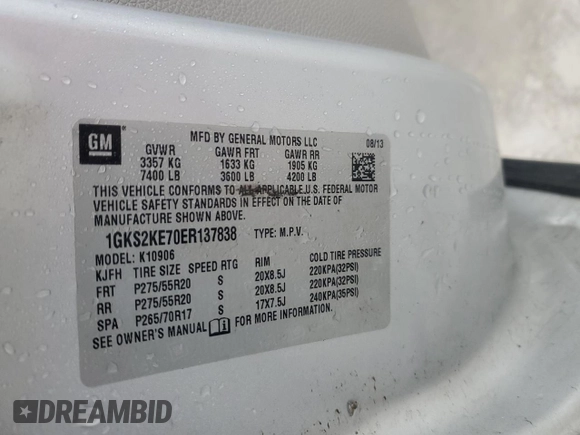 GM
MFD BY GENERAL MOTORS LLC 08/13
GVWR GAWR FRT GAWR RR
3357 KG 1633 KG 1905 KG
7400 LB 3600 LB 4200 LB
THIS VEHICLE CONFORMS TO ALL APPLICABLE U.S. FEDERAL MOTOR
VEHICLE SAFETY STANDARDS IN EFFECT ON THE DATE OF
MANUFACTURE SHOWN ABOVE.
1GKS2KE70ER137838 TYPE: M.P.V.
MODEL: K10906
KJFH TIRE SIZE SPEED RTG RIM COLD TIRE PRESSURE
FRT P275/55R20 S 20X8.5J 220KPA(32PSI)
RR P275/55R20 S 20X8.5J 220KPA(32PSI)
SPA P265/70R17 S 17X7.5J 240KPA(35PSI)
SEE OWNER'S MANUAL FOR MORE INFORMATION.
DREAMBID